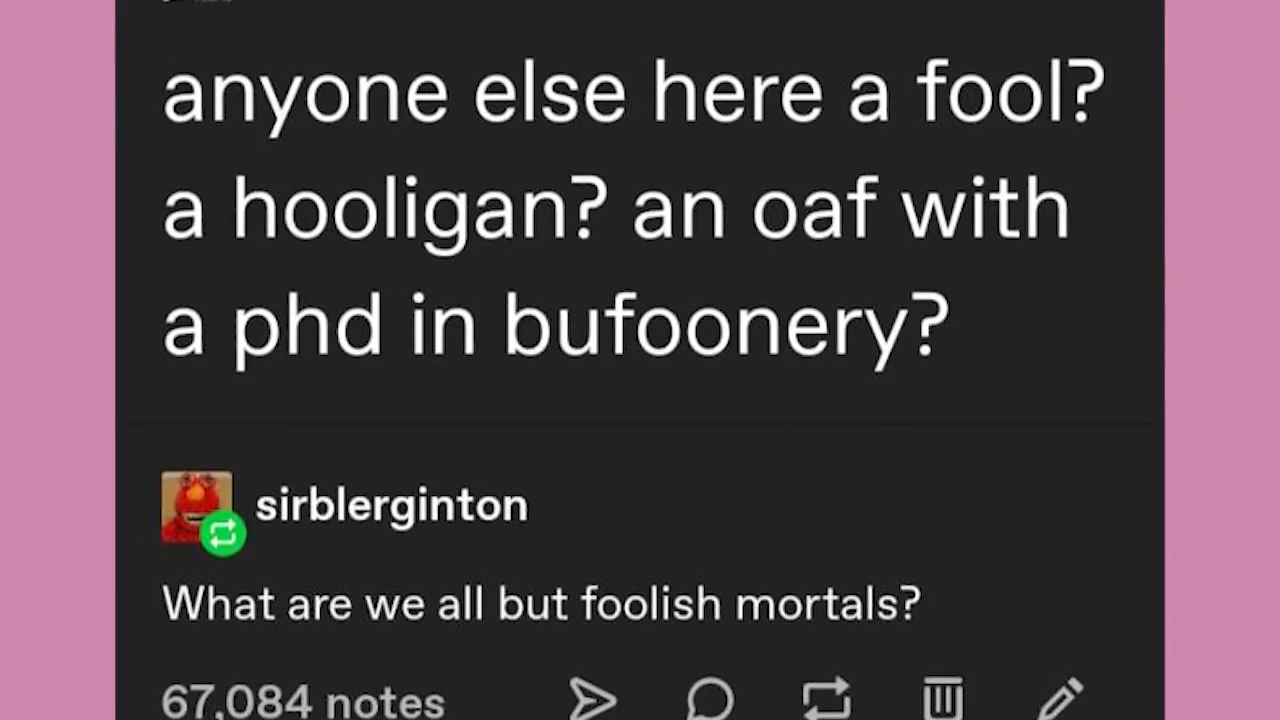 anyone else here a fool?
a hooligan? an oaf with
a phd in bufoonery?
sirblerginton
What are we all but foolish mortals?
67,084 notes